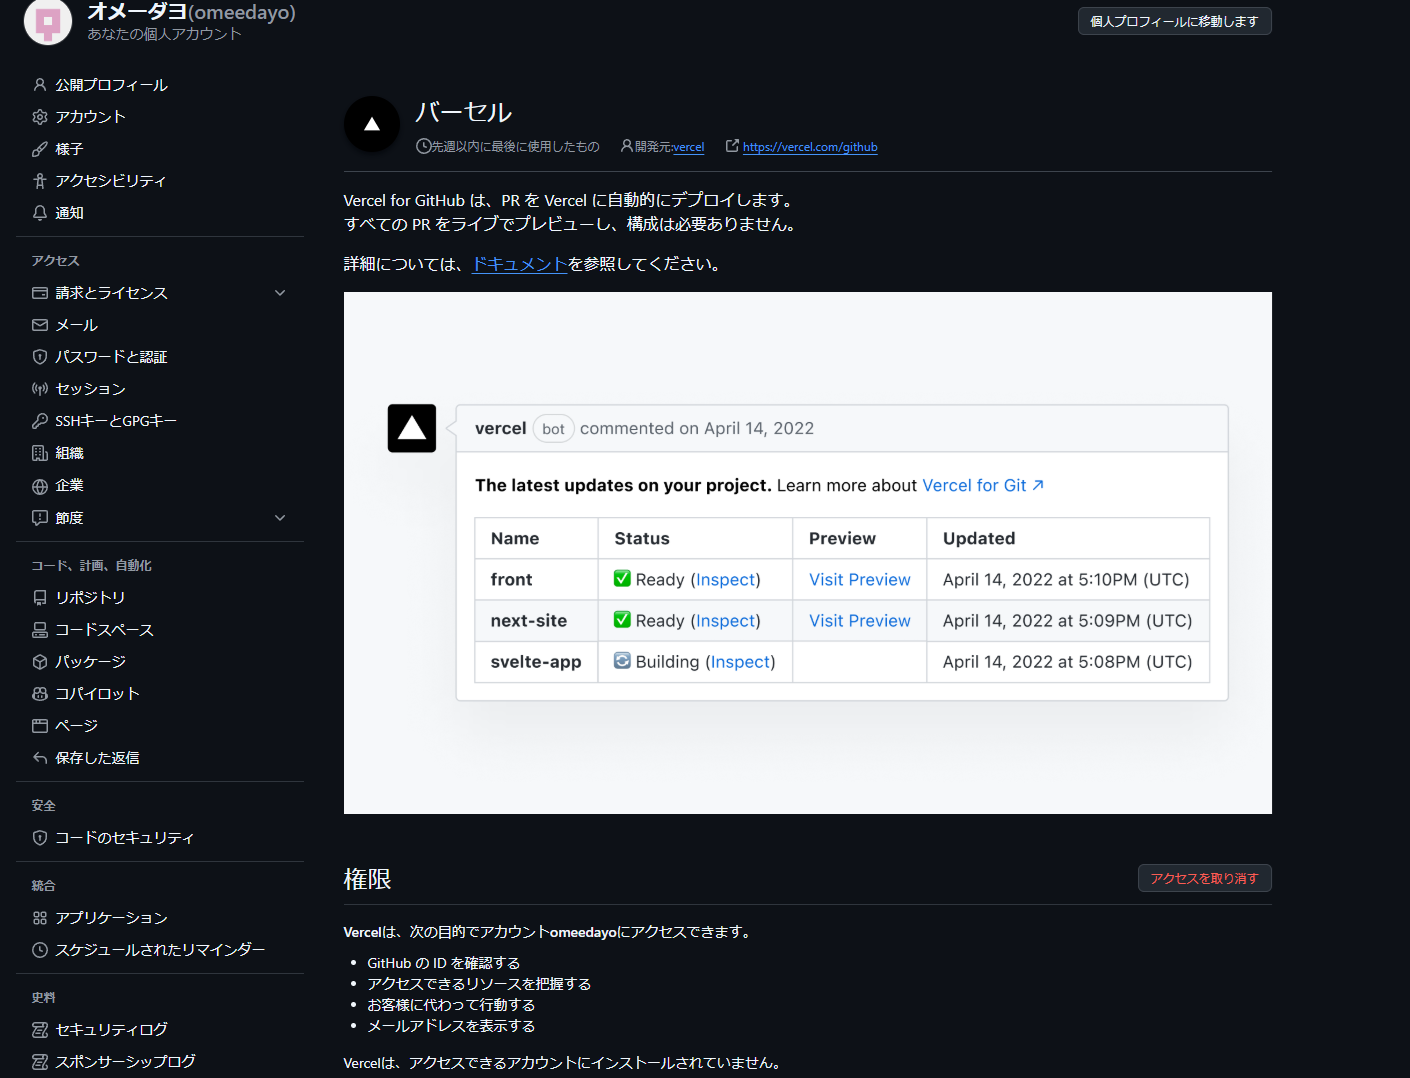 オメーダヨ(omeedayo)
あなたの個人アカウント
個人プロフィールに移動します
公開プロフィール
アカウント
様子
アクセシビリティ
通知
アクセス
請求とライセンス
メール
パスワードと認証
セッション
SSHキーとGPGキー
組織
企業
節度
コード、計画、自動化
リポジトリ
コードスペース
パッケージ
コパイロット
ページ
保存した返信
安全
コードのセキュリティ
統合
アプリケーション
スケジュールされたリマインダー
史料
セキュリティログ
スポンサーシップログ
バーセル
先週以内に最後に使用したもの 開発元:vercel https://vercel.com/github
Vercel for GitHub は、PR を Vercel に自動的にデプロイします。
すべての PR をライブでプレビューし、構成は必要ありません。
詳細については、ドキュメントを参照してください。
vercel bot commented on April 14, 2022
The latest updates on your project. Learn more about Vercel for Git ↗
Name Status Preview Updated
front ✅ Ready (Inspect) Visit Preview April 14, 2022 at 5:10PM (UTC)
next-site ✅ Ready (Inspect) Visit Preview April 14, 2022 at 5:09PM (UTC)
svelte-app 🔄 Building (Inspect) April 14, 2022 at 5:08PM (UTC)
権限
アクセスを取り消す
Vercelは、次の目的でアカウントomeedayoにアクセスできます。
• GitHub の ID を確認する
• アクセスできるリソースを把握する
• お客様に代わって行動する
• メールアドレスを表示する
Vercelは、アクセスできるアカウントにインストールされていません。